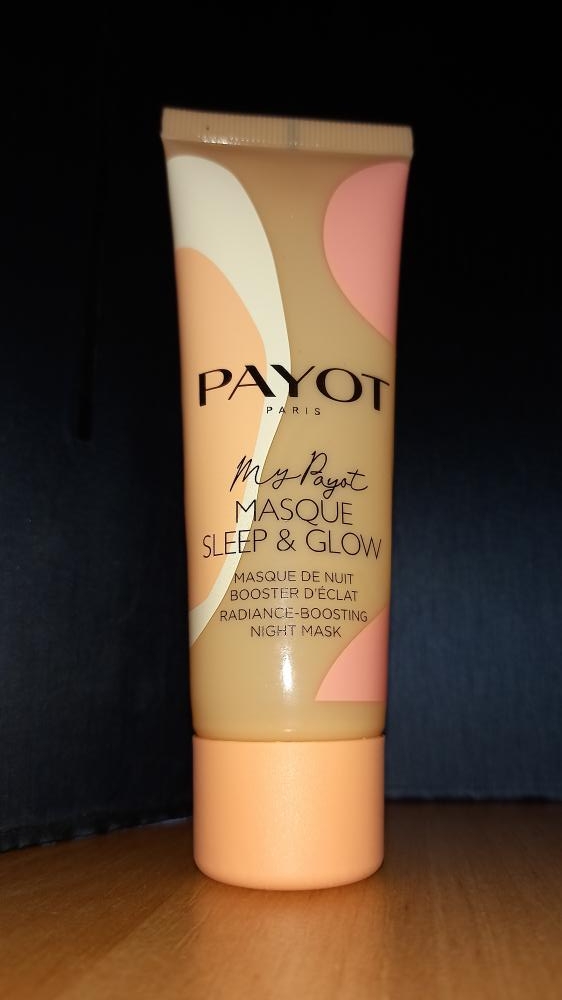 PAYOT
PARIS
My Payot
MASQUE
SLEEP & GLOW
MASQUE DE NUIT
BOOSTER D'ÉCLAT
RADIANCE-BOOSTING
NIGHT MASK